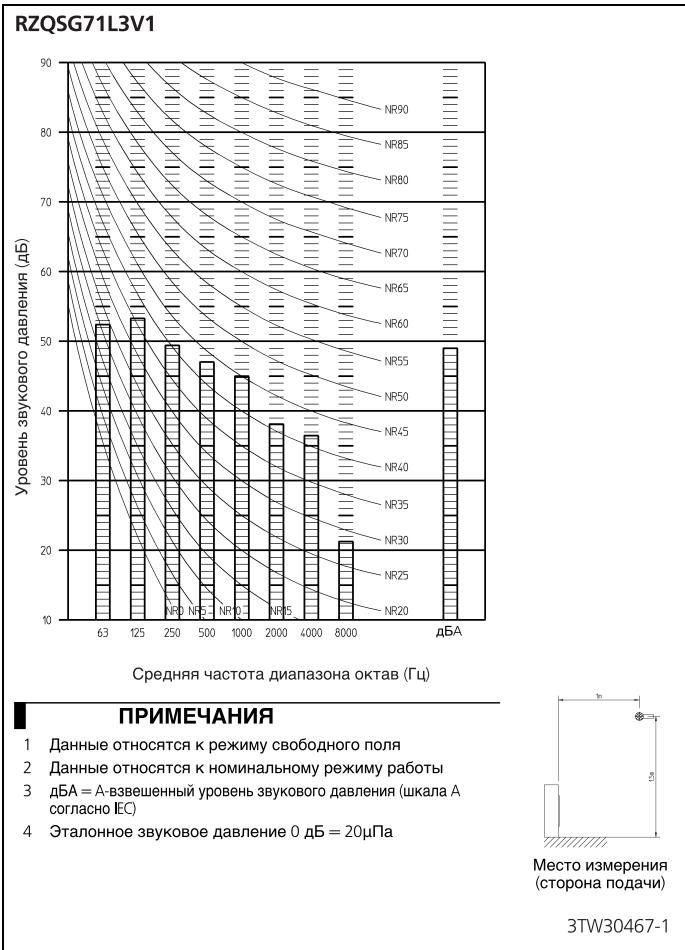 RZQSG71L3V1
90
80
70
60
50
40
30
20
10
Уровень звукового давления (дБ)
NR90
NR85
NR80
NR75
NR70
NR65
NR60
NR55
NR50
NR45
NR40
NR35
NR30
NR25
NR20
NR0 NR5 NR10 NR15
63 125 250 500 1000 2000 4000 8000 дБА
Средняя частота диапазона октав (Гц)
ПРИМЕЧАНИЯ
1 Данные относятся к режиму свободного поля
2 Данные относятся к номинальному режиму работы
3 дБА = А-взвешенный уровень звукового давления (шкала А
согласно IEC)
4 Эталонное звуковое давление 0 дБ = 20µПа
1m
1.5m
Место измерения
(сторона подачи)
3TW30467-1